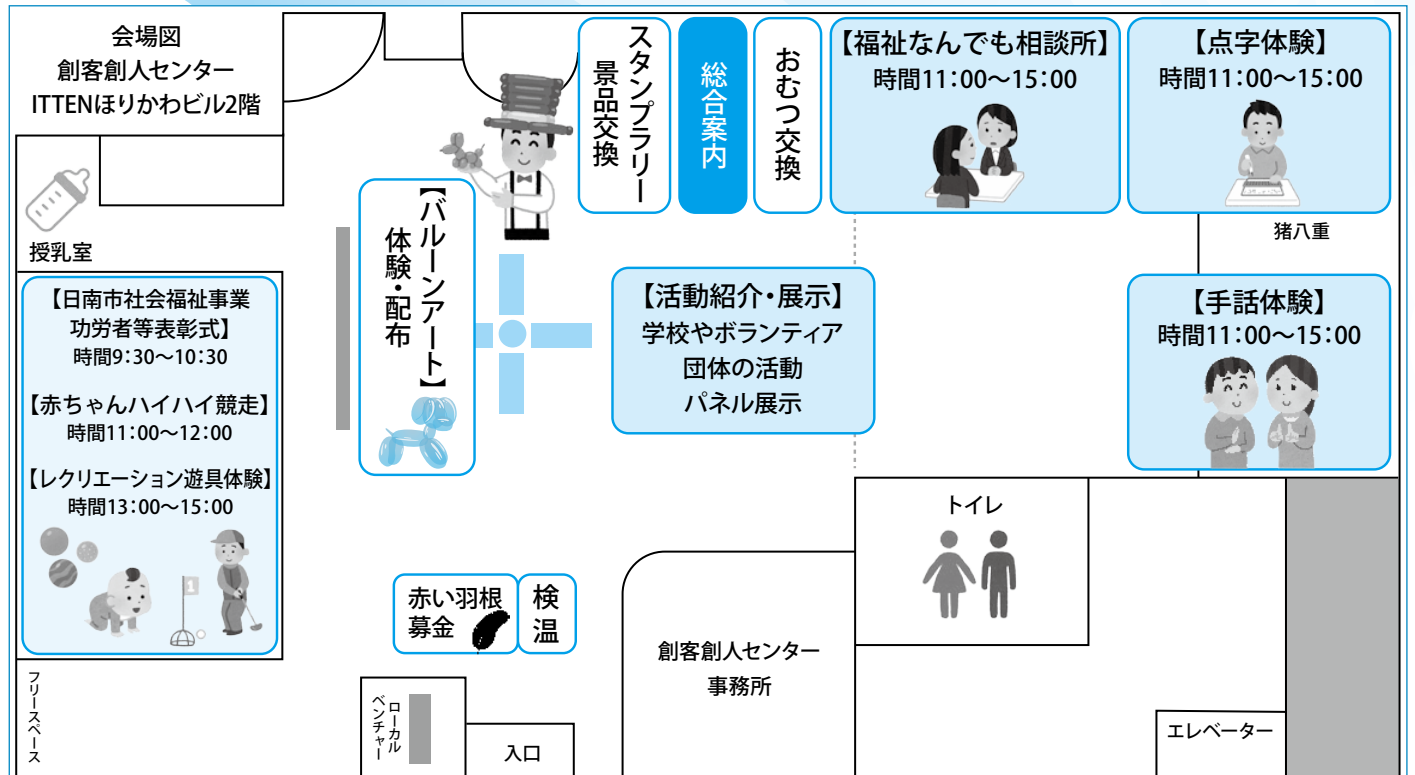 会場図
創客創人センター
ITTENほりかわビル2階
授乳室
【日南市社会福祉事業
功労者等表彰式】
時間9:30〜10:30
【赤ちゃんハイハイ競走】
時間11:00〜12:00
【レクリエーション遊具体験】
時間13:00〜15:00
1
フリースペース
【バルーンアート】
体験・配布
スタンプラリー
景品交換
総合案内
おむつ交換
【福祉なんでも相談所】
時間11:00〜15:00
【点字体験】
時間11:00〜15:00
猪八重
【活動紹介・展示】
学校やボランティア
団体の活動
パネル展示
【手話体験】
時間11:00〜15:00
赤い羽根
募金
検温
ローカル
ベンチャー
入口
創客創人センター
事務所
トイレ
エレベーター